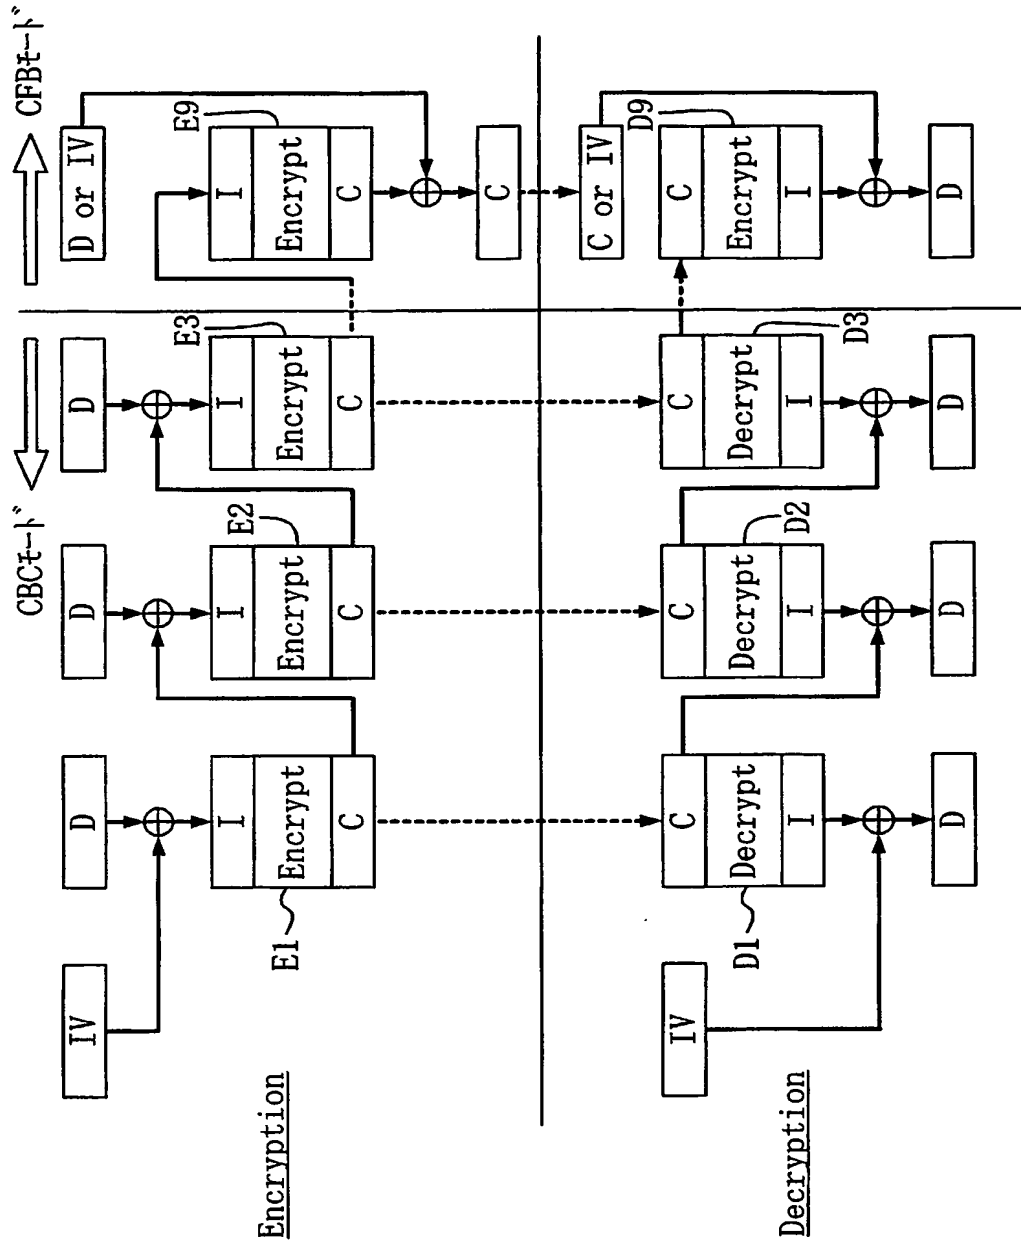 CBCモード
CFBモード
IV
D
D
D
D or IV
E3
E9
E2
I
I
I
I
Encryption
E1
Encrypt
Encrypt
Encrypt
Encrypt
C
C
C
C
C
C or IV
D9
IV
C
C
C
C
D1
Decrypt
Decrypt
Decrypt
Encrypt
Decryption
D2
I
I
I
I
D3
D
D
D
D